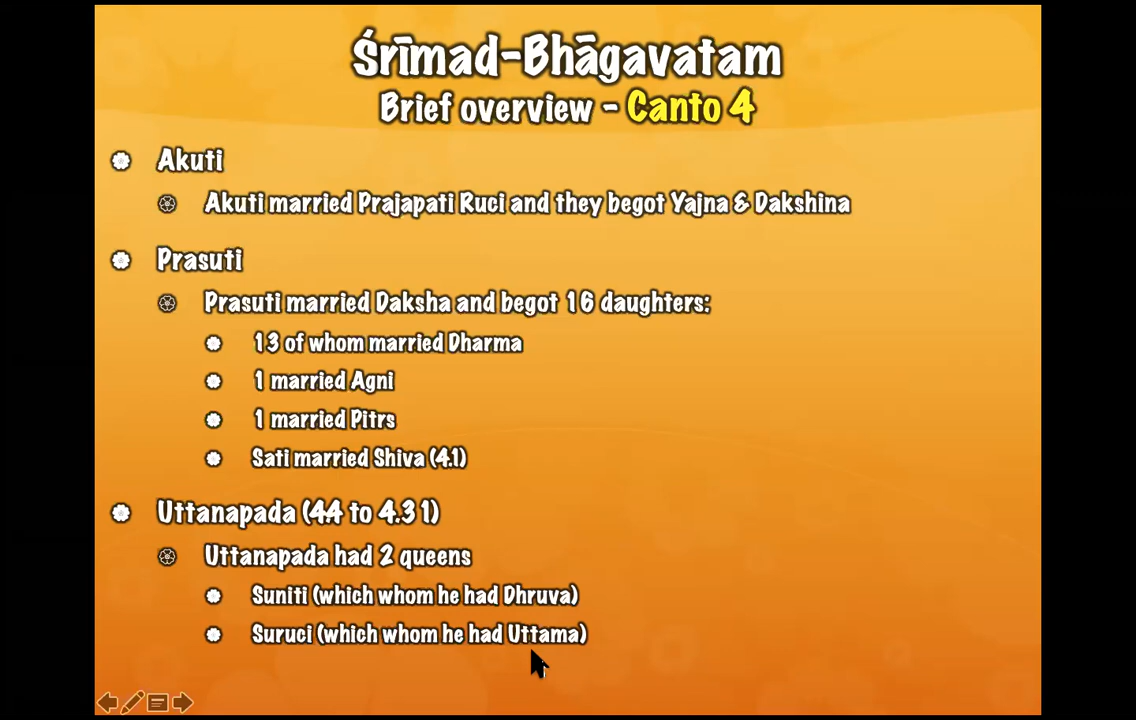 Śrīmad-Bhāgavatam
Brief overview - Canto 4
Akuti
Akuti married Prajapati Ruci and they begot Yajna & Dakshina
Prasuti
Prasuti married Daksha and begot 16 daughters:
13 of whom married Dharma
1 married Agni
1 married Pitrs
Sati married Shiva (4.1)
Uttanapada (4.4 to 4.31)
Uttanapada had 2 queens
Suniti (which whom he had Dhruva)
Suruci (which whom he had Uttama)